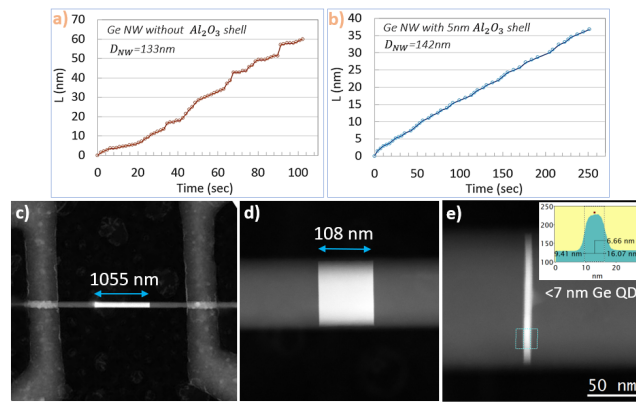 a)
Ge NW without Al₂O₃ shell
D_NW=133nm
L (nm)
70
60
50
40
30
20
10
0
0 20 40 60 80 100
Time (sec)
b)
Ge NW with 5nm Al₂O₃ shell
D_NW=142nm
L (nm)
40
35
30
25
20
15
10
5
0
0 50 100 150 200 250
Time (sec)
c)
1055 nm
d)
108 nm
e)
250
200
150
100
6.66 nm
9.41 nm 16.07 nm
nm
<7 nm Ge QD
50 nm